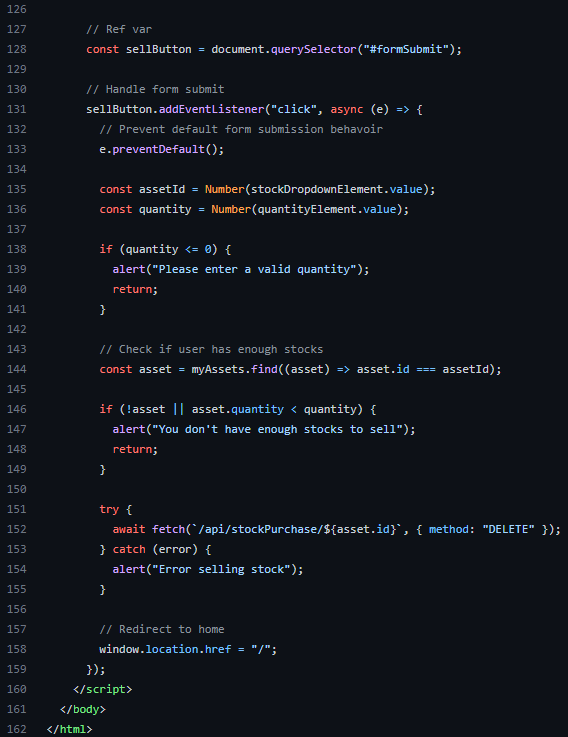 126
127 // Ref var
128 const sellButton = document.querySelector("#formSubmit");
129
130 // Handle form submit
131 sellButton.addEventListener("click", async (e) => {
132 // Prevent default form submission behavoir
133 e.preventDefault();
134
135 const assetId = Number(stockDropdownElement.value);
136 const quantity = Number(quantityElement.value);
137
138 if (quantity <= 0) {
139 alert("Please enter a valid quantity");
140 return;
141 }
142
143 // Check if user has enough stocks
144 const asset = myAssets.find((asset) => asset.id === assetId);
145
146 if (!asset || asset.quantity < quantity) {
147 alert("You don't have enough stocks to sell");
148 return;
149 }
150
151 try {
152 await fetch(`/api/stockPurchase/${asset.id}`, { method: "DELETE" });
153 } catch (error) {
154 alert("Error selling stock");
155 }
156
157 // Redirect to home
158 window.location.href = "/";
159 });
160 </script>
161 </body>
162 </html>